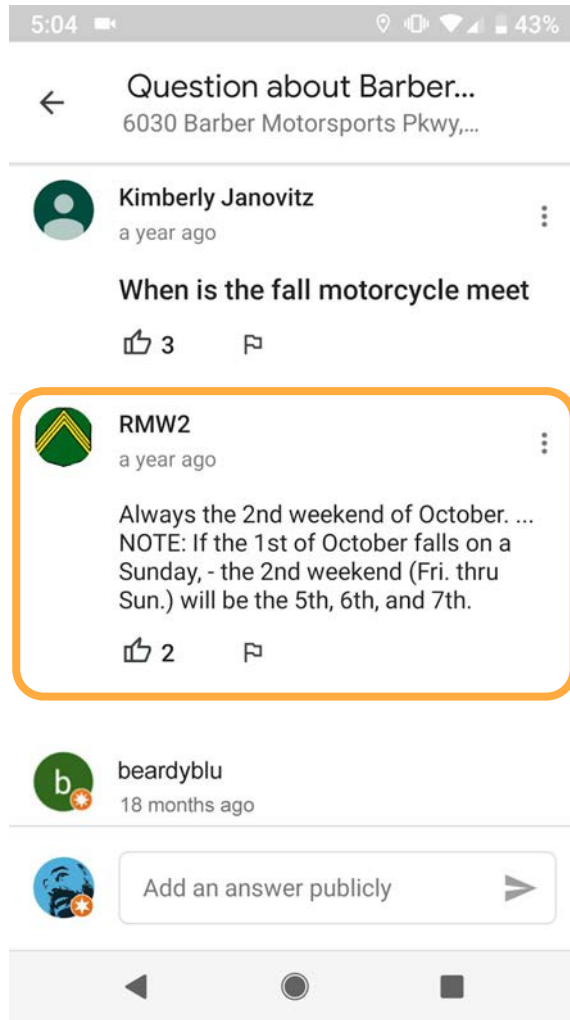 5:04 43%
Question about Barber...
6030 Barber Motorsports Pkwy,...
Kimberly Janovitz
a year ago
When is the fall motorcycle meet
3
RMW2
a year ago
Always the 2nd weekend of October. ...
NOTE: If the 1st of October falls on a
Sunday, - the 2nd weekend (Fri. thru
Sun.) will be the 5th, 6th, and 7th.
2
b
beardyblu
18 months ago
Add an answer publicly